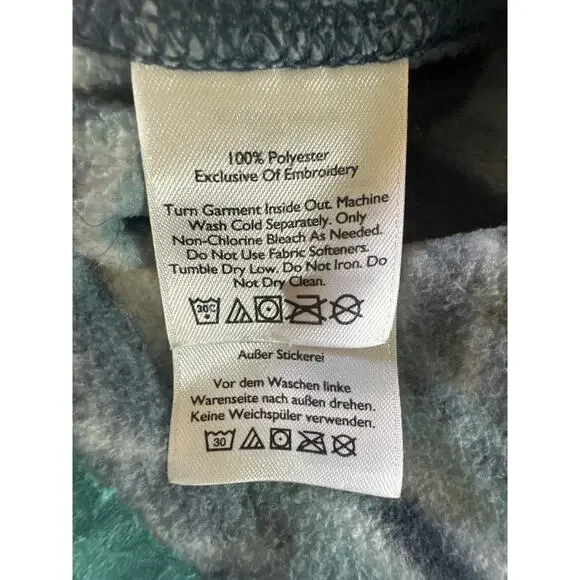 100% Polyester
Exclusive Of Embroidery
Turn Garment Inside Out. Machine
Wash Cold Separately. Only
Non-Chlorine Bleach As Needed.
Do Not Use Fabric Softeners.
Tumble Dry Low. Do Not Iron. Do
Not Dry Clean.
30C
Außer Stickerei
Vor dem Waschen linke
Warenseite nach außen drehen.
Keine Weichspüler verwenden.
30